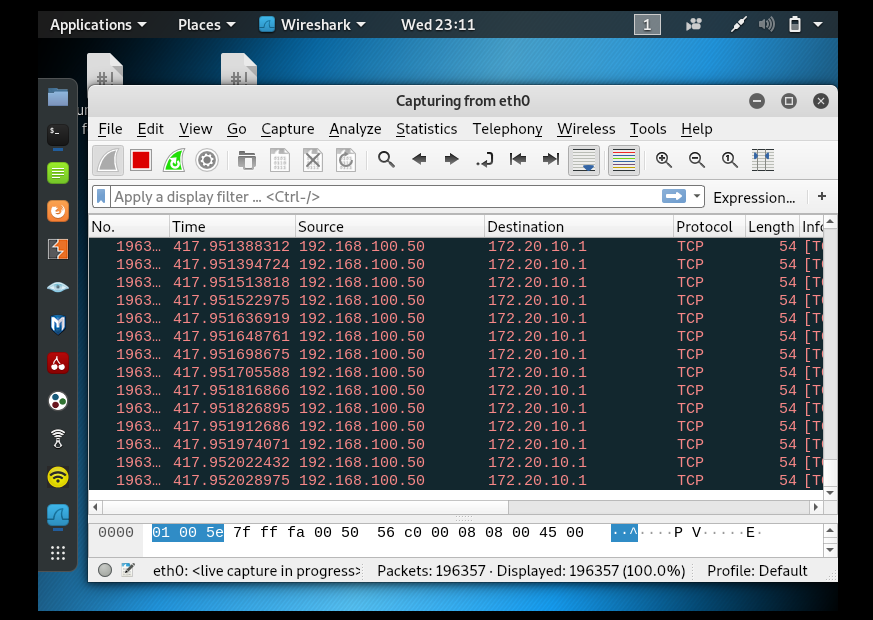 Applications Places Wireshark Wed 23:11 1
#! #!
Capturing from eth0
File Edit View Go Capture Analyze Statistics Telephony Wireless Tools Help
Apply a display filter ... <Ctrl-/> Expression... +
No. Time Source Destination Protocol Length Info
1963… 417.951388312 192.168.100.50 172.20.10.1 TCP 54 [T
1963… 417.951394724 192.168.100.50 172.20.10.1 TCP 54 [T
1963… 417.951513818 192.168.100.50 172.20.10.1 TCP 54 [T
1963… 417.951522975 192.168.100.50 172.20.10.1 TCP 54 [T
1963… 417.951636919 192.168.100.50 172.20.10.1 TCP 54 [T
1963… 417.951648761 192.168.100.50 172.20.10.1 TCP 54 [T
1963… 417.951698675 192.168.100.50 172.20.10.1 TCP 54 [T
1963… 417.951705588 192.168.100.50 172.20.10.1 TCP 54 [T
1963… 417.951816866 192.168.100.50 172.20.10.1 TCP 54 [T
1963… 417.951826895 192.168.100.50 172.20.10.1 TCP 54 [T
1963… 417.951912686 192.168.100.50 172.20.10.1 TCP 54 [T
1963… 417.951974071 192.168.100.50 172.20.10.1 TCP 54 [T
1963… 417.952022432 192.168.100.50 172.20.10.1 TCP 54 [T
1963… 417.952028975 192.168.100.50 172.20.10.1 TCP 54 [T
0000 01 00 5e 7f ff fa 00 50 56 c0 00 08 08 00 45 00 ··^····P V·····E·
eth0: <live capture in progress> Packets: 196357 · Displayed: 196357 (100.0%) Profile: Default